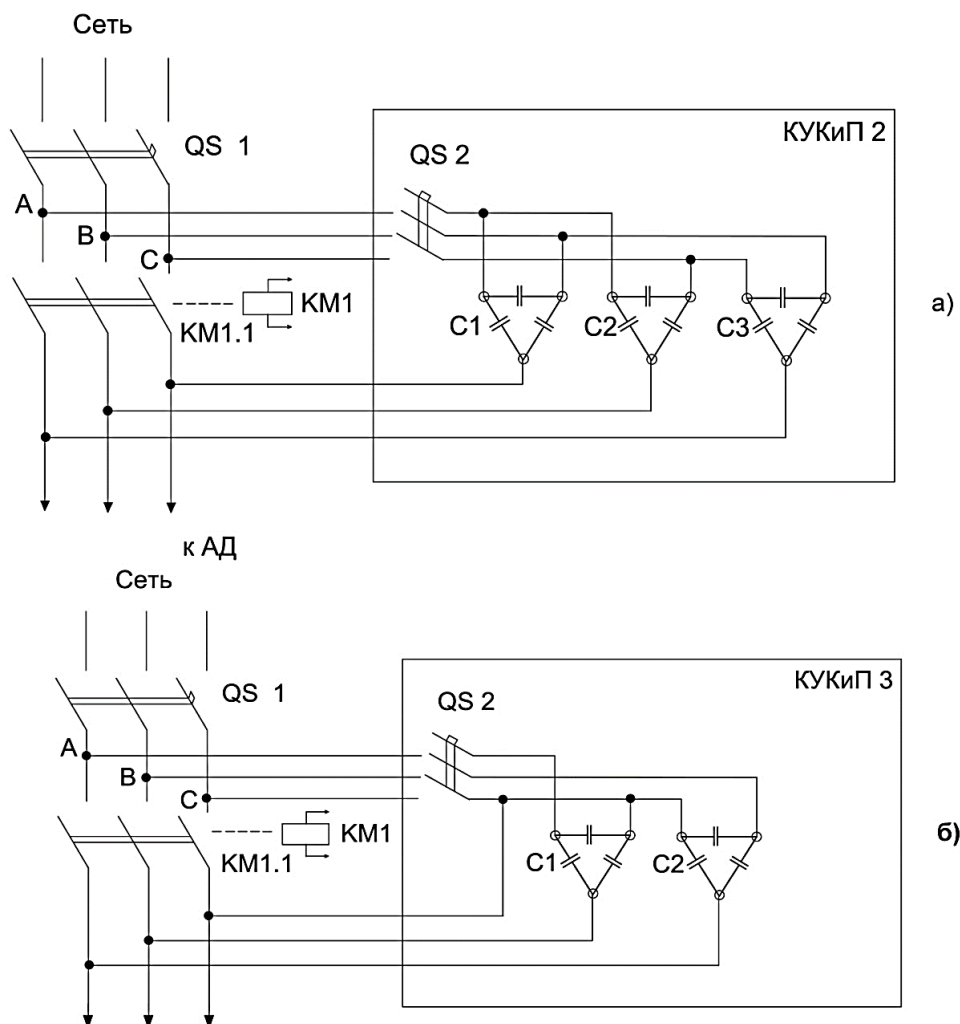 Сеть
КУКиП 2
QS 1
QS 2
A
B
C
KM1
KM1.1
C1
C2
C3
а)
к АД
Сеть
КУКиП 3
QS 1
QS 2
A
B
C
KM1
KM1.1
C1
C2
б)